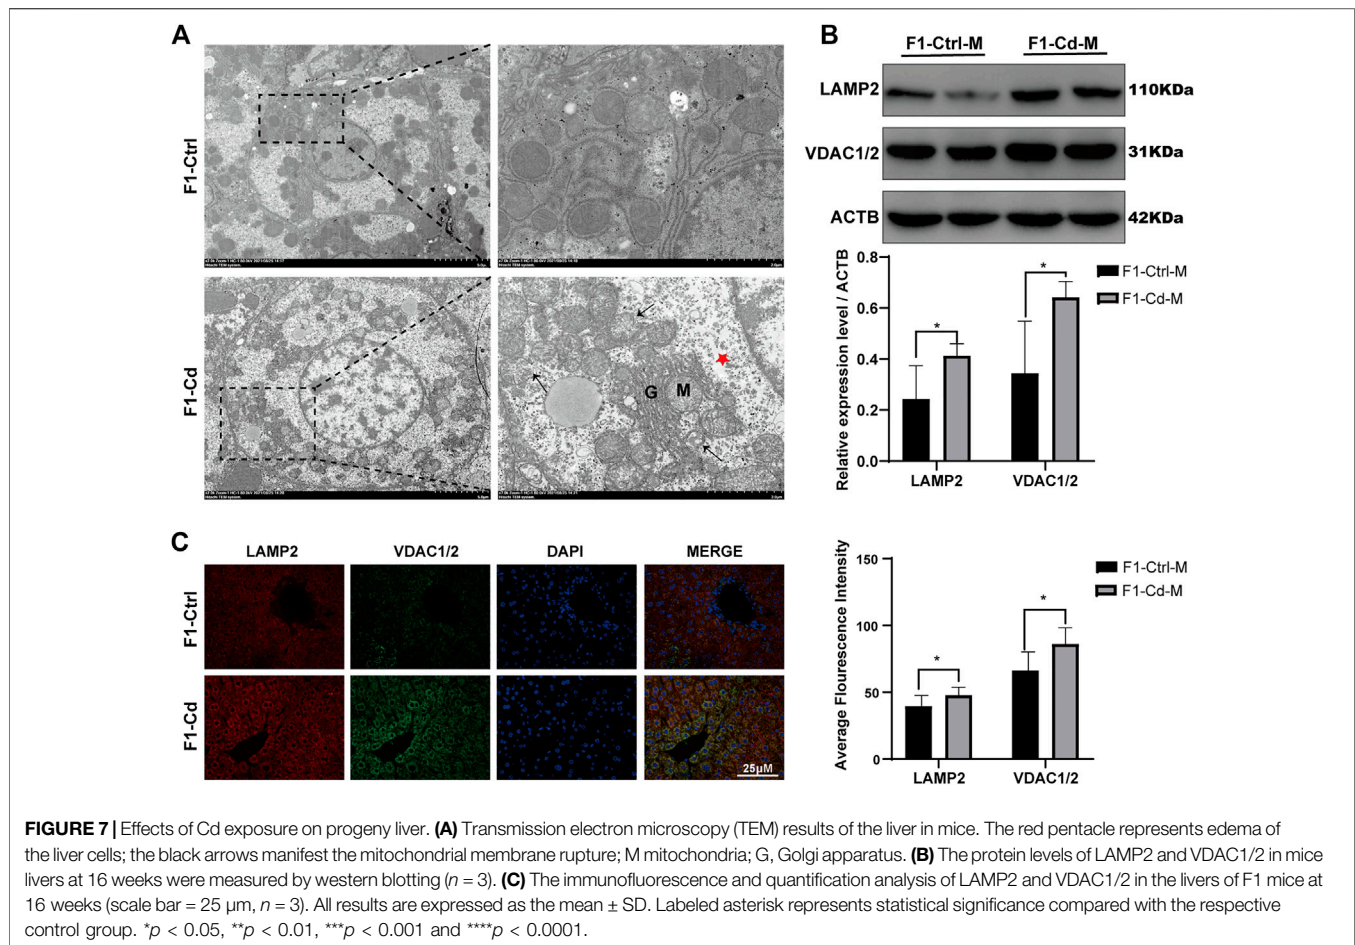 A
F1-Ctrl
F1-Cd
G
M
B
F1-Ctrl-M
F1-Cd-M
LAMP2
110KDa
VDAC1/2
31KDa
ACTB
42KDa
Relative expression level / ACTB
0.8
0.6
0.4
0.2
0.0
*
*
LAMP2
VDAC1/2
F1-Ctrl-M
F1-Cd-M
C
LAMP2
VDAC1/2
DAPI
MERGE
F1-Ctrl
F1-Cd
25μM
Average Flourescence Intensity
150
100
50
0
*
*
LAMP2
VDAC1/2
F1-Ctrl-M
F1-Cd-M
FIGURE 7 | Effects of Cd exposure on progeny liver. (A) Transmission electron microscopy (TEM) results of the liver in mice. The red pentacle represents edema of
the liver cells; the black arrows manifest the mitochondrial membrane rupture; M mitochondria; G, Golgi apparatus. (B) The protein levels of LAMP2 and VDAC1/2 in mice
livers at 16 weeks were measured by western blotting (n = 3). (C) The immunofluorescence and quantification analysis of LAMP2 and VDAC1/2 in the livers of F1 mice at
16 weeks (scale bar = 25 μm, n = 3). All results are expressed as the mean ± SD. Labeled asterisk represents statistical significance compared with the respective
control group. *p < 0.05, **p < 0.01, ***p < 0.001 and ****p < 0.0001.